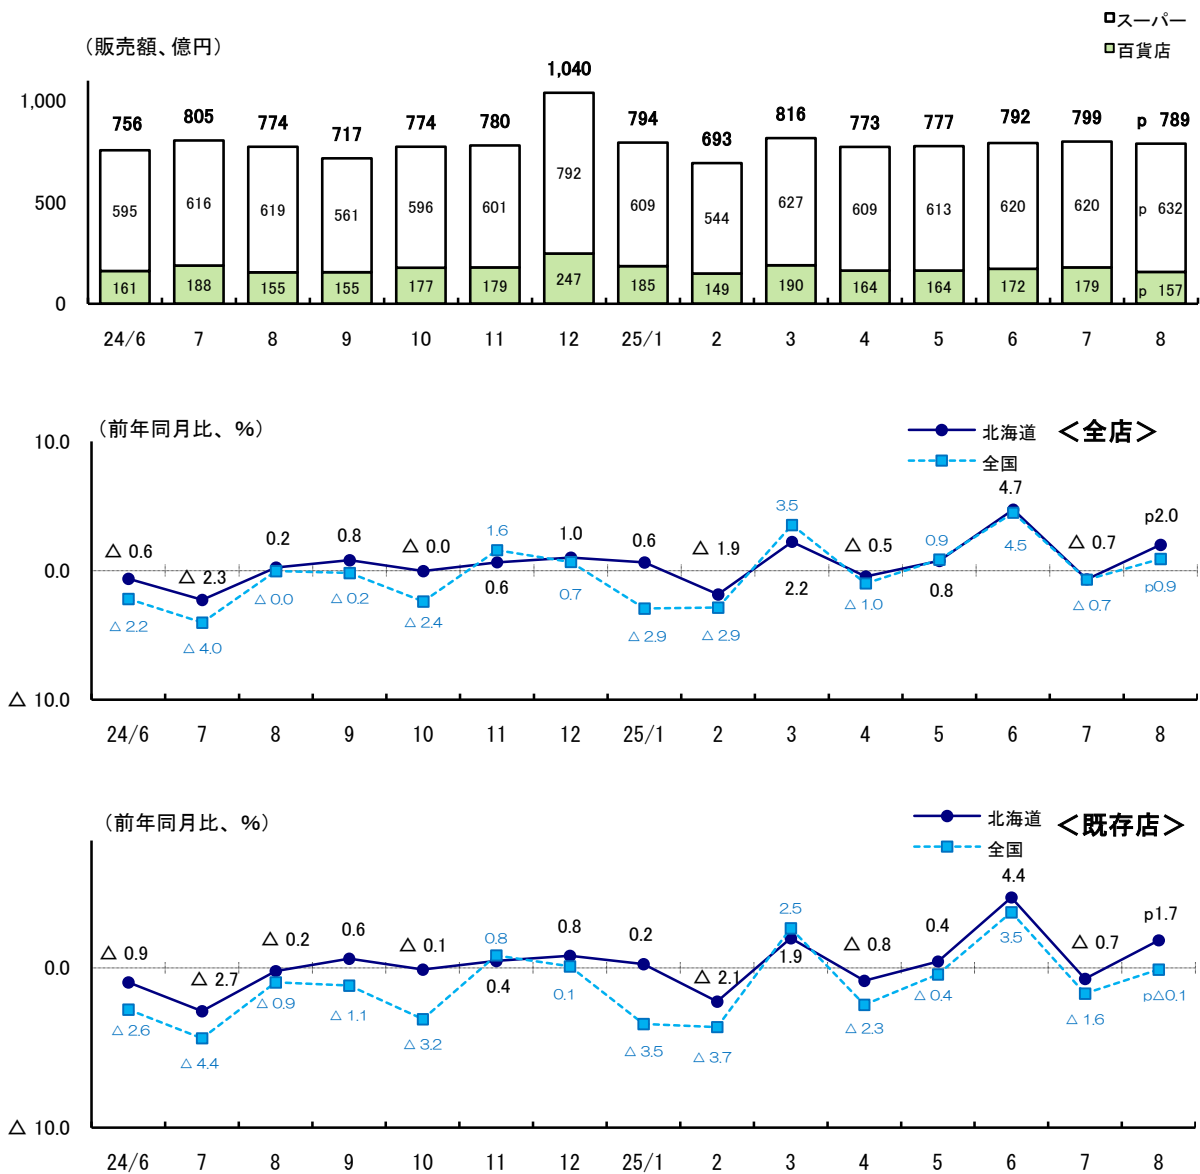 □スーパー
(販売額、億円)
□百貨店
1,040
1,000
756 805 774 717 774 780 794 693 816 773 777 792 799 p 789
792
500
595 616 619 561 596 601 609 544 627 609 613 620 620 p 632
161 188 155 155 177 179 247 185 149 190 164 164 172 179 p 157
0
24/6 7 8 9 10 11 12 25/1 2 3 4 5 6 7 8
(前年同月比、%)
北海道 <全店>
全国
10.0
△ 0.6 △ 2.3 0.2 0.8 △ 0.0 0.6 1.0 0.6 △ 1.9 2.2 △ 0.5 0.8 4.7 △ 0.7 p2.0
0.0
△ 2.2 △ 4.0 △ 0.0 △ 0.2 △ 2.4 1.6 0.7 △ 2.9 △ 2.9 3.5 △ 1.0 0.9 4.5 △ 0.7 p0.9
△ 10.0
24/6 7 8 9 10 11 12 25/1 2 3 4 5 6 7 8
(前年同月比、%)
北海道 <既存店>
全国
△ 0.9 △ 2.7 △ 0.2 0.6 △ 0.1 0.4 0.8 0.2 △ 2.1 1.9 △ 0.8 0.4 4.4 △ 0.7 p1.7
0.0
△ 2.6 △ 4.4 △ 0.9 △ 1.1 △ 3.2 0.8 0.1 △ 3.5 △ 3.7 2.5 △ 2.3 △ 0.4 3.5 △ 1.6 p△0.1
△ 10.0
24/6 7 8 9 10 11 12 25/1 2 3 4 5 6 7 8